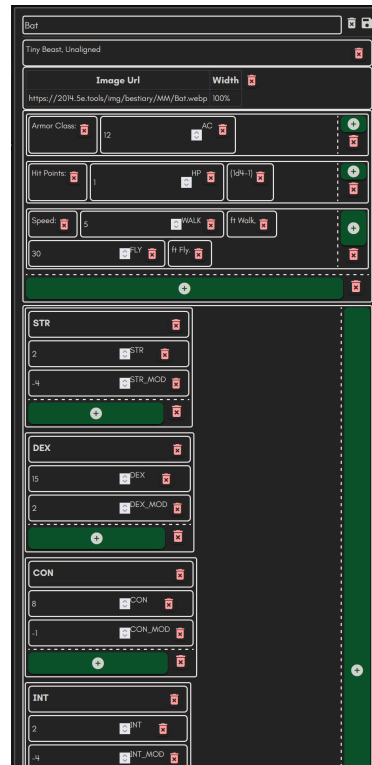 Bat
Tiny Beast, Unaligned
Image Url Width
https://2014.5e.tools/img/bestiary/MM/Bat.webp 100%
Armor Class: 12 AC
Hit Points: 1 HP (1d4-1)
Speed: 5 WALK ft Walk,
30 FLY ft Fly.
STR
2 STR
-4 STR_MOD
DEX
15 DEX
2 DEX_MOD
CON
8 CON
-1 CON_MOD
INT
2 INT
-4 INT_MOD